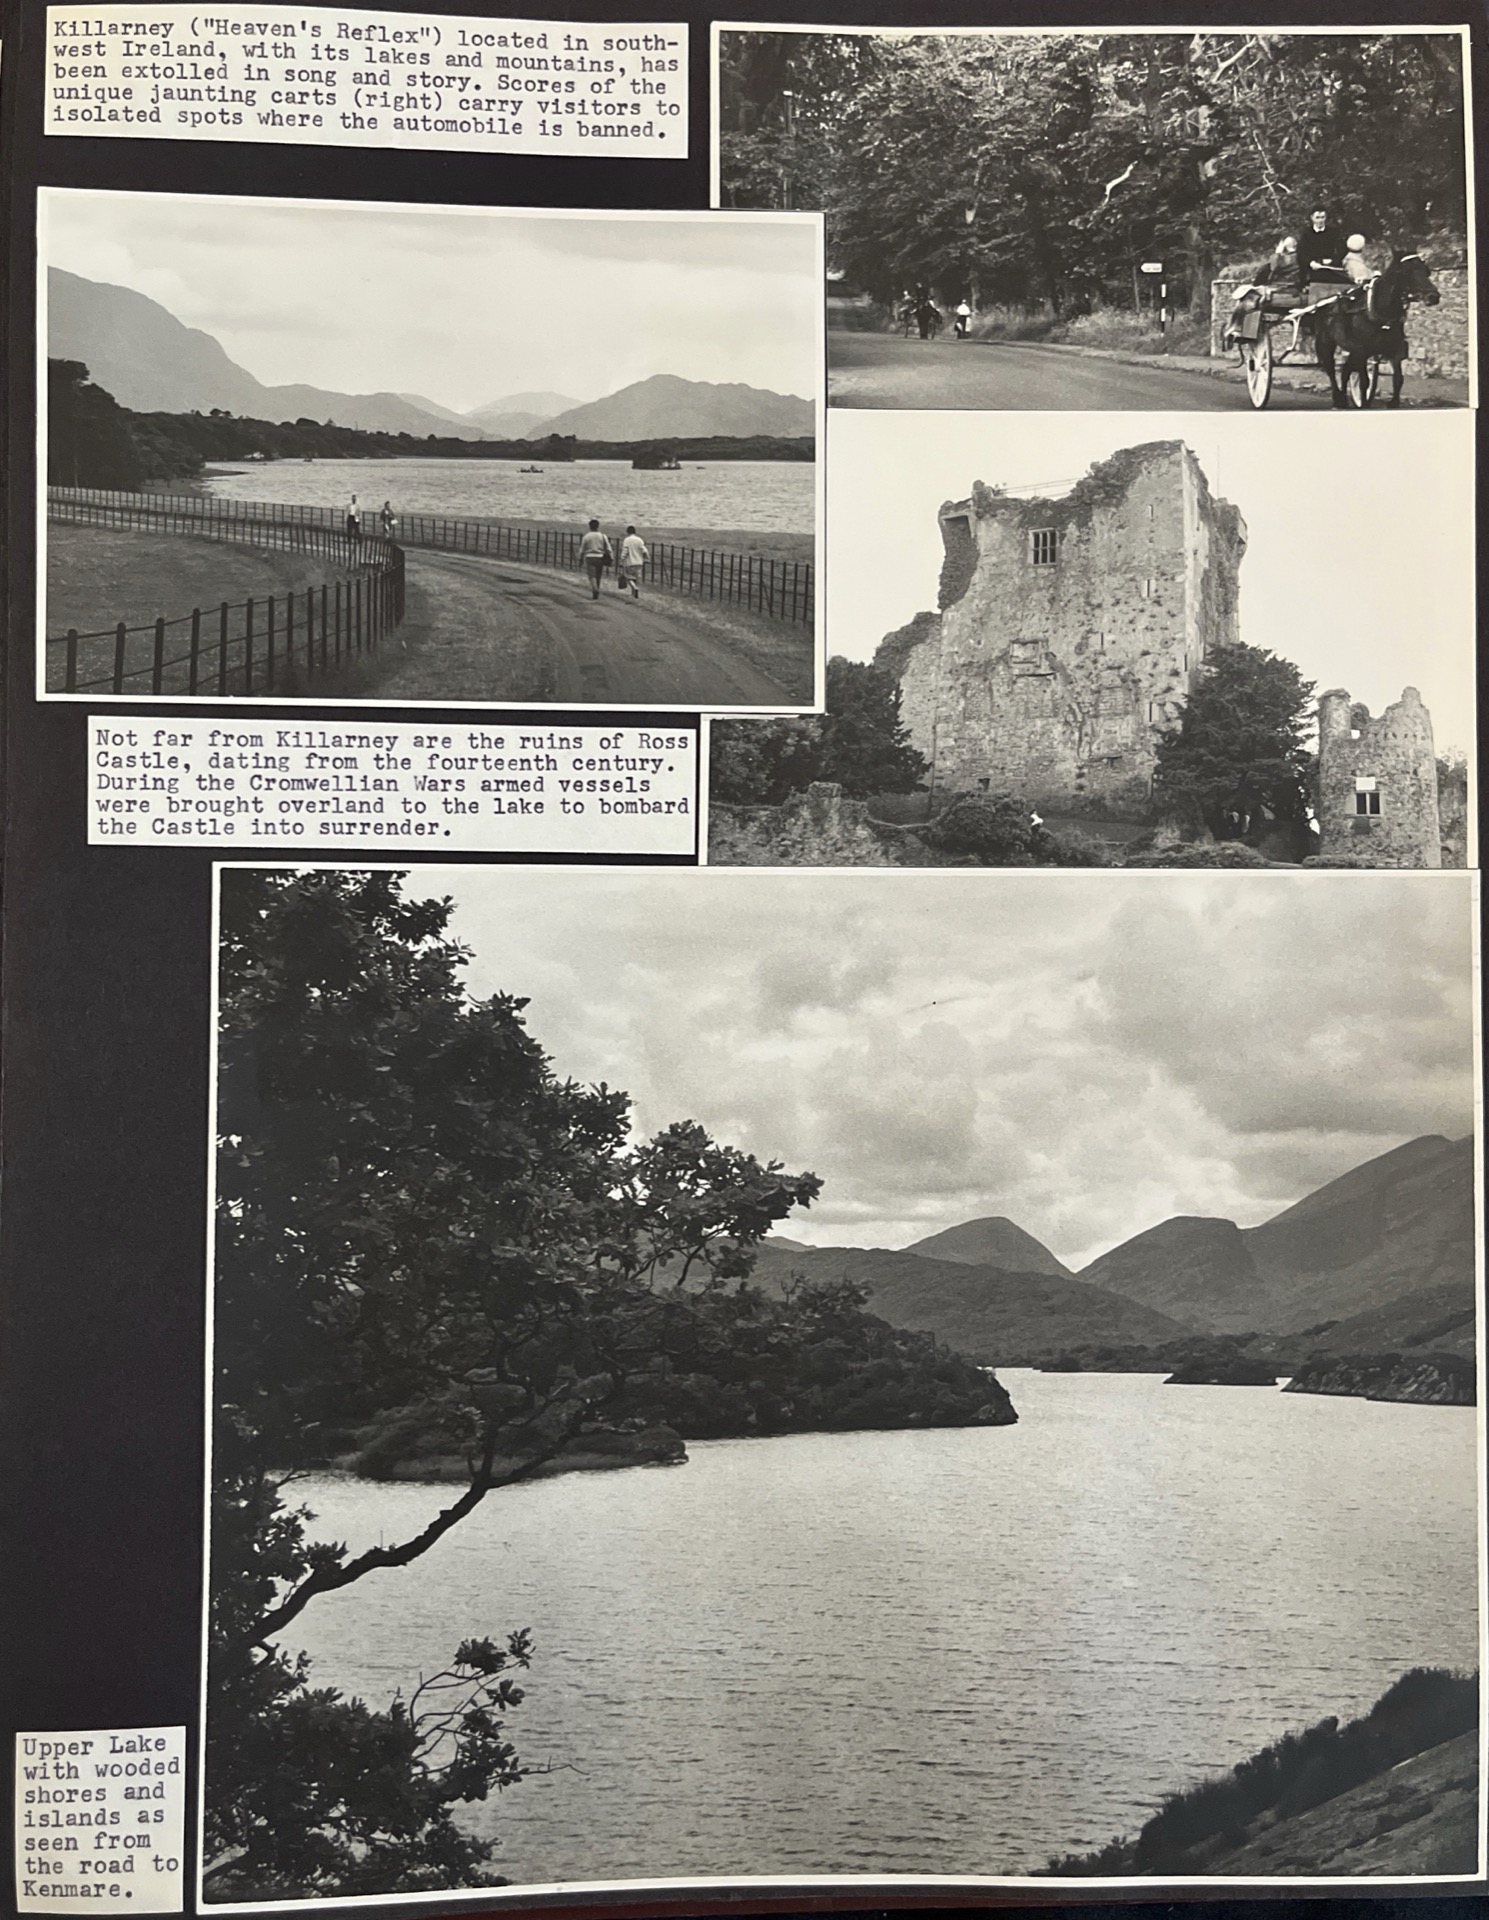 Killarney ("Heaven's Reflex") located in south-
west Ireland, with its lakes and mountains, has
been extolled in song and story. Scores of the
unique jaunting carts (right) carry visitors to
isolated spots where the automobile is banned.
Not far from Killarney are the ruins of Ross
Castle, dating from the fourteenth century.
During the Cromwellian Wars armed vessels
were brought overland to the lake to bombard
the Castle into surrender.
Upper Lake
with wooded
shores and
islands as
seen from
the road to
Kenmare.